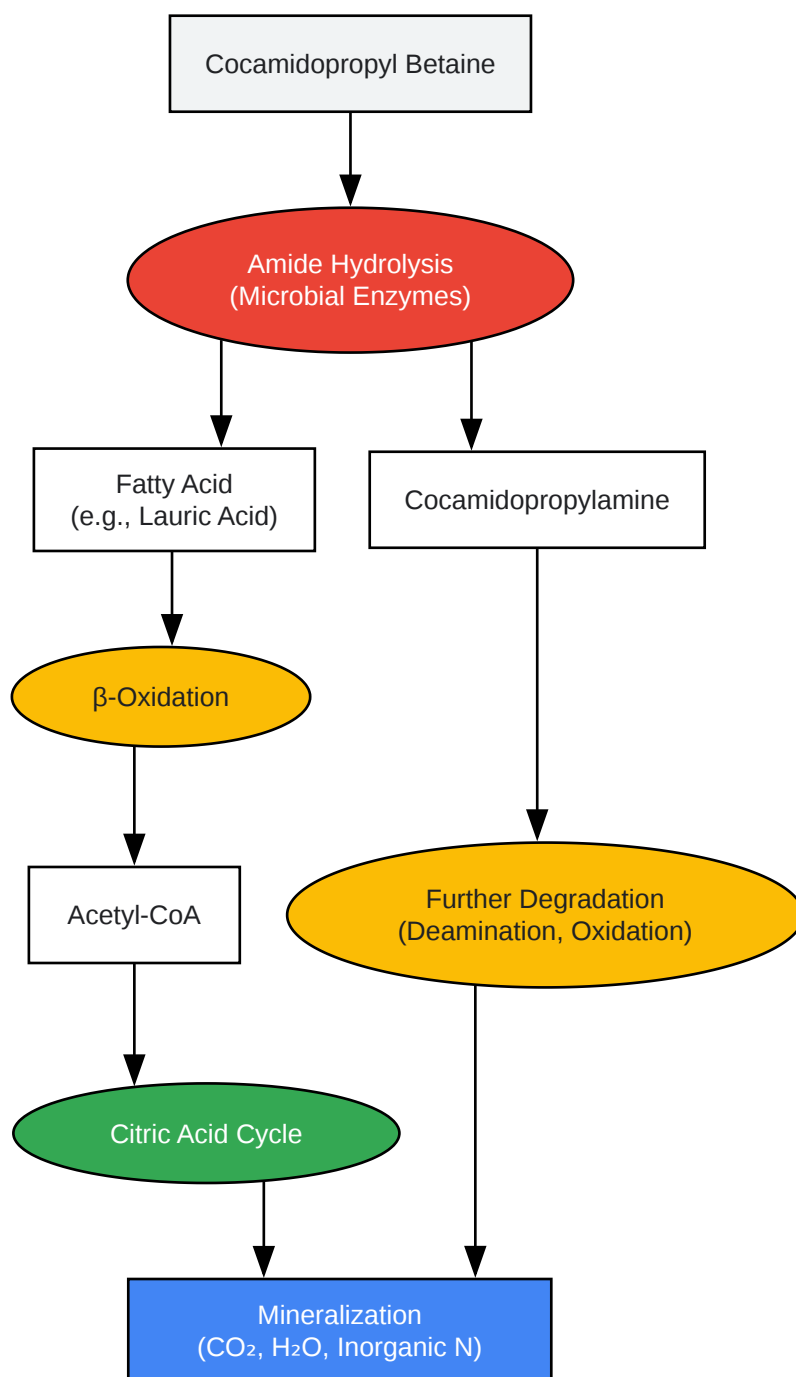 Cocamidopropyl Betaine
Amide Hydrolysis
(Microbial Enzymes)
Fatty Acid
(e.g., Lauric Acid)
Cocamidopropylamine
β-Oxidation
Acetyl-CoA
Further Degradation
(Deamination, Oxidation)
Citric Acid Cycle
Mineralization
(CO₂, H₂O, Inorganic N)